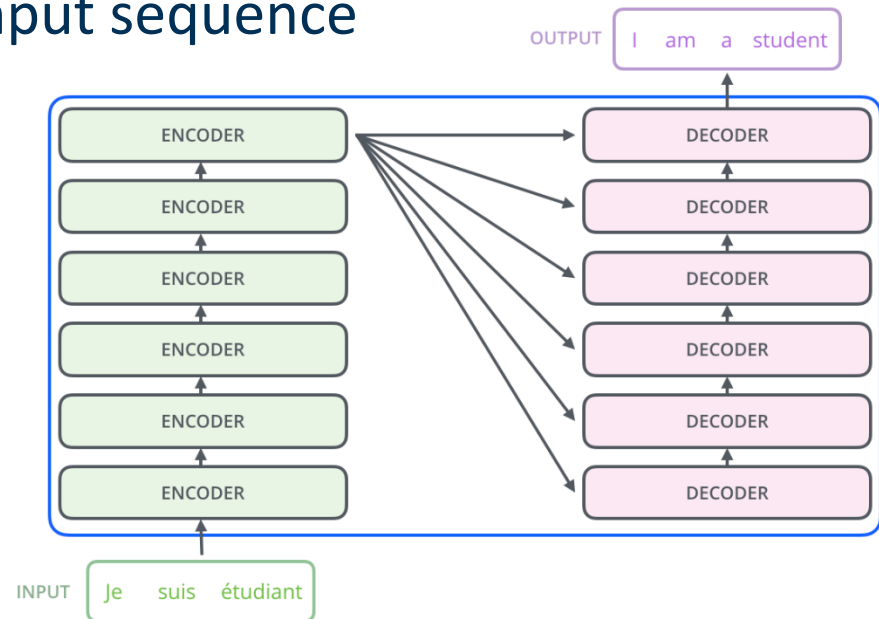 nput sequence
OUTPUT
I am a student
ENCODER
DECODER
ENCODER
DECODER
ENCODER
DECODER
ENCODER
DECODER
ENCODER
DECODER
ENCODER
DECODER
INPUT
Je suis étudiant